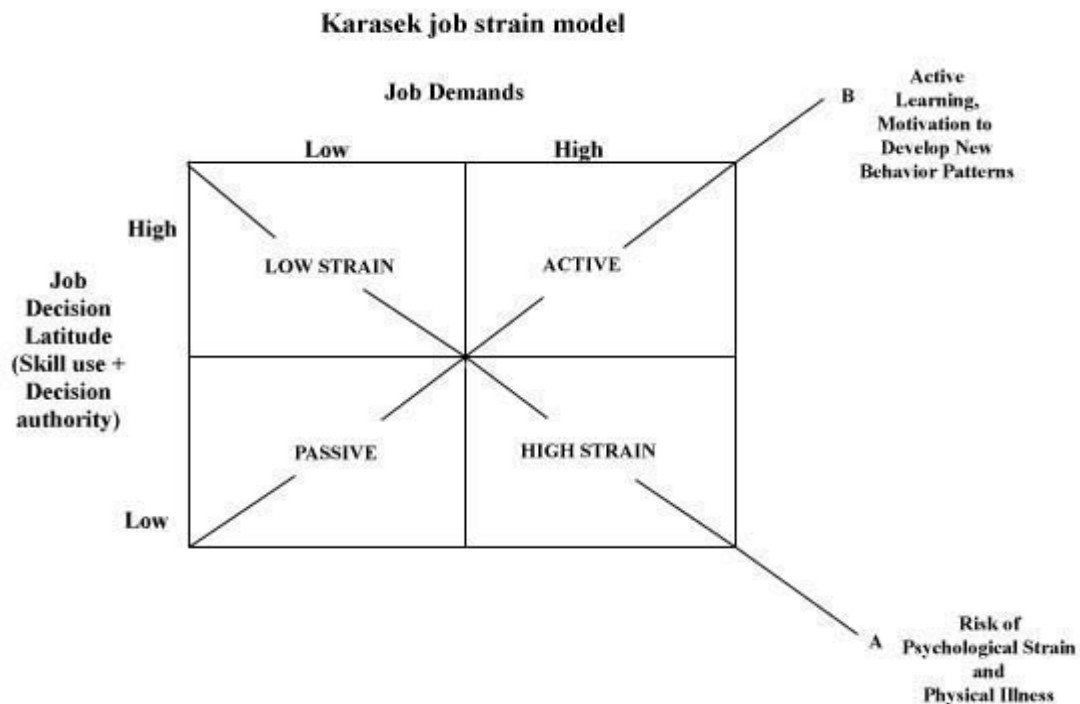 Karasek job strain model
Job Demands
Low
High
B
Active
Learning,
Motivation to
Develop New
Behavior Patterns
High
LOW STRAIN
ACTIVE
Job
Decision
Latitude
(Skill use +
Decision
authority)
PASSIVE
HIGH STRAIN
Low
A
Risk of
Psychological Strain
and
Physical Illness